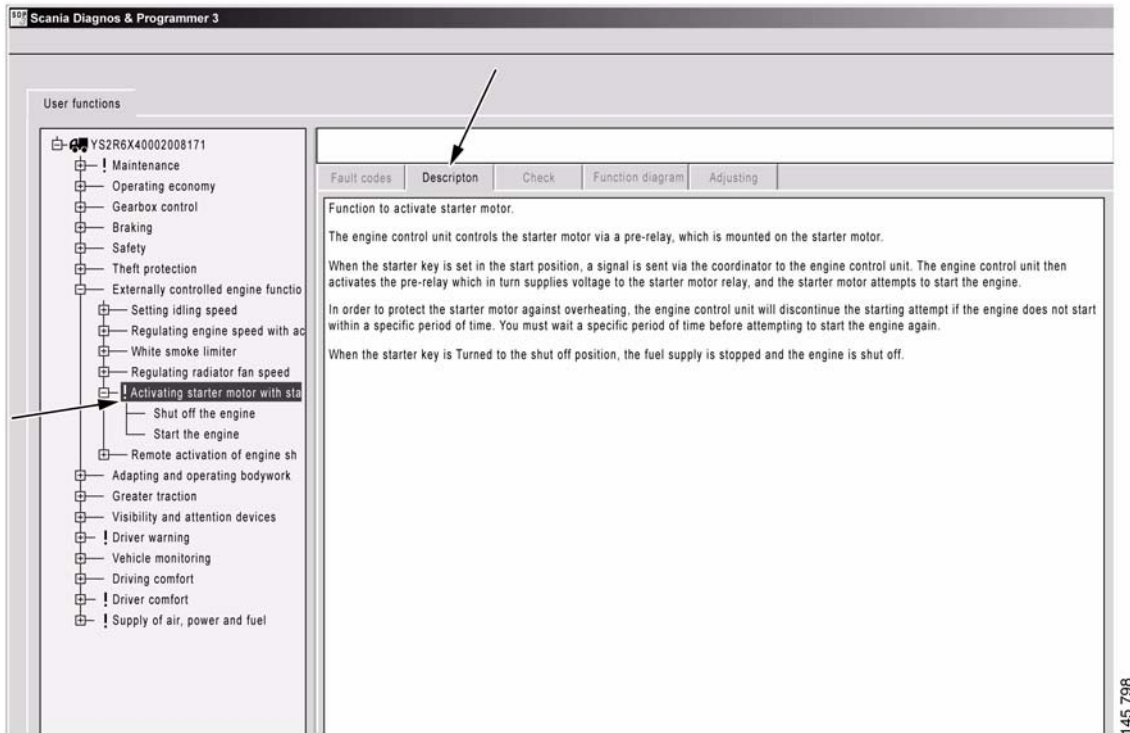 SDP
3
Scania Diagnos & Programmer 3
User functions
YS2R6X40002008171
! Maintenance
Operating economy
Gearbox control
Braking
Safety
Theft protection
Externally controlled engine functio
Setting idling speed
Regulating engine speed with ac
White smoke limiter
Regulating radiator fan speed
! Activating starter motor with sta
Shut off the engine
Start the engine
Remote activation of engine sh
Adapting and operating bodywork
Greater traction
Visibility and attention devices
! Driver warning
Vehicle monitoring
Driving comfort
! Driver comfort
! Supply of air, power and fuel
Fault codes Descripton Check Function diagram Adjusting
Function to activate starter motor.
The engine control unit controls the starter motor via a pre-relay, which is mounted on the starter motor.
When the starter key is set in the start position, a signal is sent via the coordinator to the engine control unit. The engine control unit then
activates the pre-relay which in turn supplies voltage to the starter motor relay, and the starter motor attempts to start the engine.
In order to protect the starter motor against overheating, the engine control unit will discontinue the starting attempt if the engine does not start
within a specific period of time. You must wait a specific period of time before attempting to start the engine again.
When the starter key is Turned to the shut off position, the fuel supply is stopped and the engine is shut off.
145 798